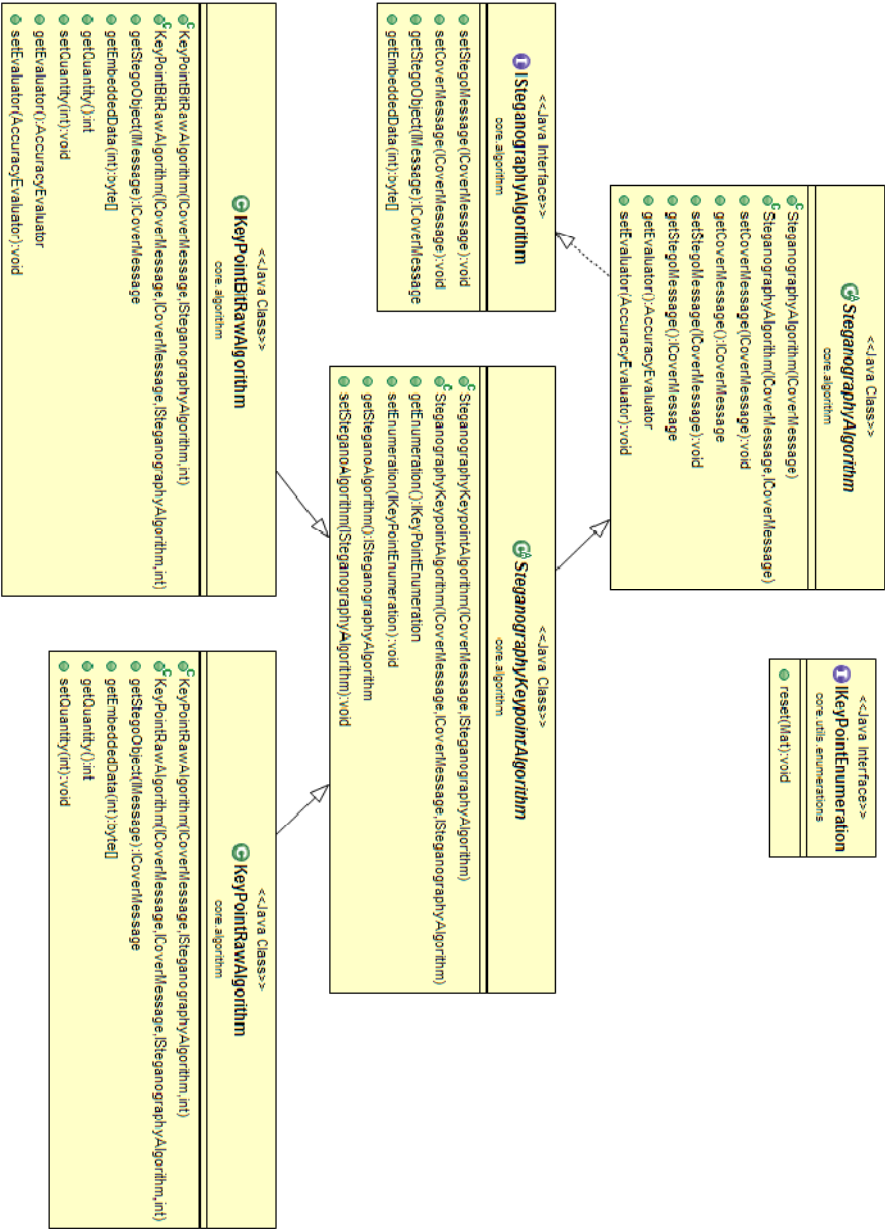 <<Java Class>>
SteganographyAlgorithm
core.algorithm
SteganographyAlgorithm(ICoverMessage)
SteganographyAlgorithm(ICoverMessage,ICoverMessage)
setCoverMessage(ICoverMessage):void
getCoverMessage():ICoverMessage
setStegoMessage(ICoverMessage):void
getStegoMessage():ICoverMessage
getEvaluator():AccuracyEvaluator
setEvaluator(AccuracyEvaluator):void
<<Java Interface>>
IKeyPointEnumeration
core.utils.enumerations
reset(Mat):void
<<Java Interface>>
ISteganographyAlgorithm
core.algorithm
setStegoMessage(ICoverMessage):void
setCoverMessage(ICoverMessage):void
getStegoObject(IMessage):ICoverMessage
getEmbeddedData(int):byte[]
<<Java Class>>
SteganographyKeypointAlgorithm
core.algorithm
SteganographyKeypointAlgorithm(ICoverMessage,ISteganographyAlgorithm)
SteganographyKeypointAlgorithm(ICoverMessage,ICoverMessage,ISteganographyAlgorithm)
getEnumeration():IKeyPointEnumeration
setEnumeration(IKeyPointEnumeration):void
getSteganoAlgorithm():ISteganographyAlgorithm
setSteganoAlgorithm(ISteganographyAlgorithm):void
<<Java Class>>
KeyPointBitRawAlgorithm
core.algorithm
KeyPointBitRawAlgorithm(ICoverMessage,ISteganographyAlgorithm,int)
KeyPointBitRawAlgorithm(ICoverMessage,ICoverMessage,ISteganographyAlgorithm,int)
getStegoObject(IMessage):ICoverMessage
getEmbeddedData(int):byte[]
getQuantity():int
setQuantity(int):void
getEvaluator():AccuracyEvaluator
setEvaluator(AccuracyEvaluator):void
<<Java Class>>
KeyPointRawAlgorithm
core.algorithm
KeyPointRawAlgorithm(ICoverMessage,ISteganographyAlgorithm,int)
KeyPointRawAlgorithm(ICoverMessage,ICoverMessage,ISteganographyAlgorithm,int)
getStegoObject(IMessage):ICoverMessage
getEmbeddedData(int):byte[]
getQuantity():int
setQuantity(int):void